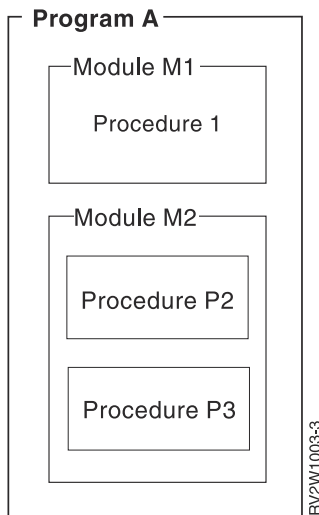 Program A
Module M1
Procedure 1
Module M2
Procedure P2
Procedure P3
RV2W1003-3